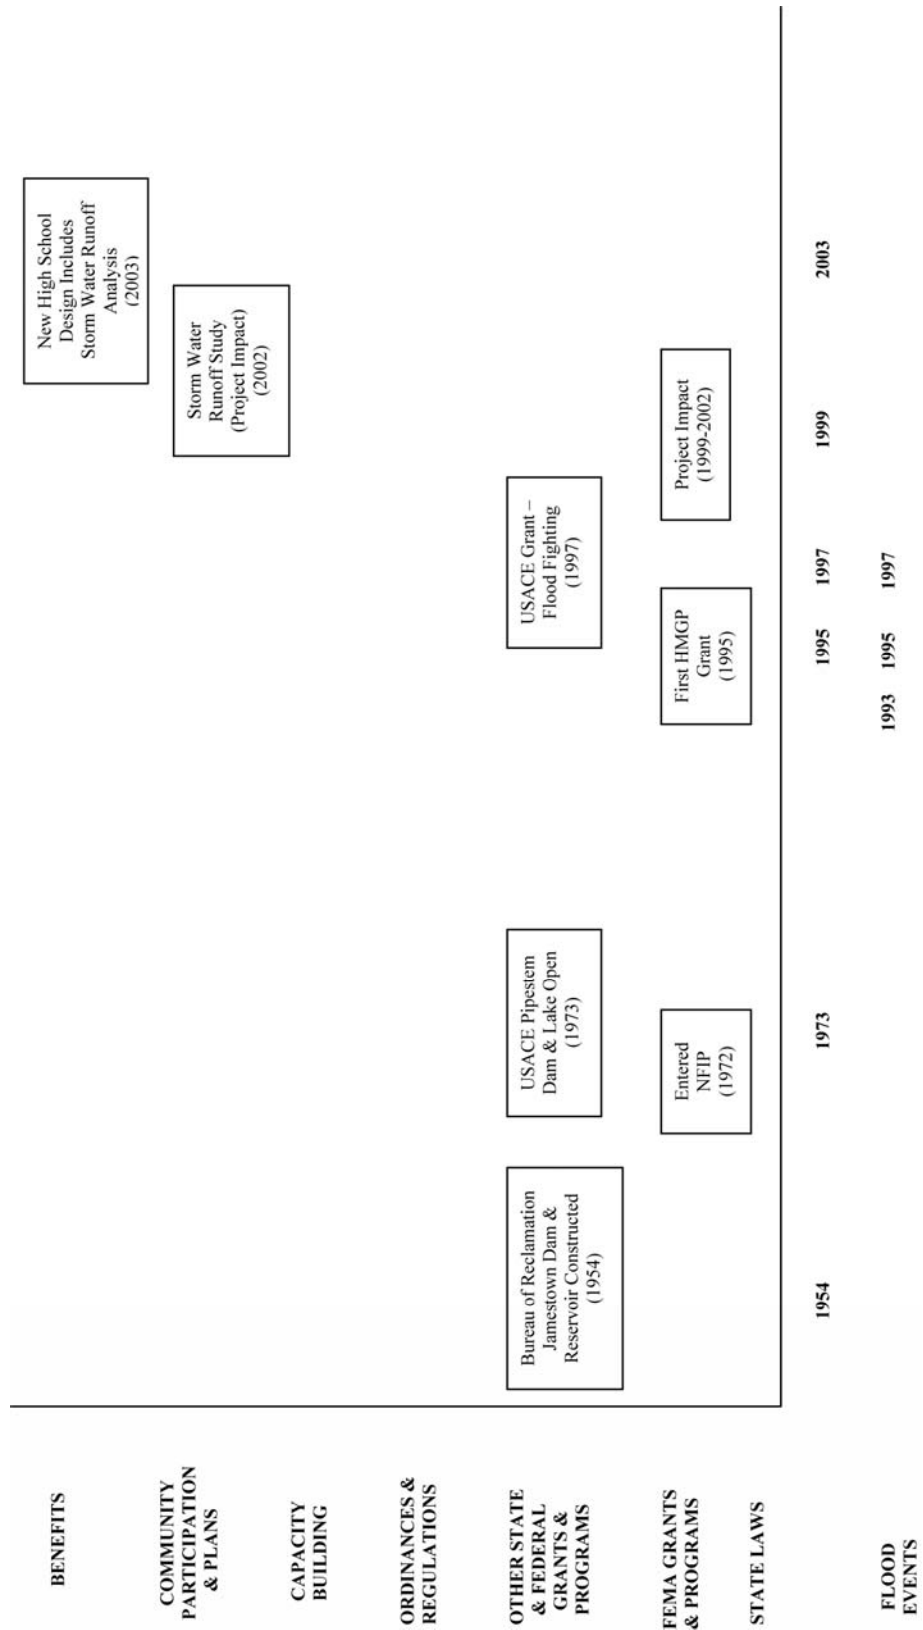 BENEFITS
New High School
Design Includes
Storm Water Runoff
Analysis
(2003)
COMMUNITY
PARTICIPATION
& PLANS
Storm Water
Runoff Study
(Project Impact)
(2002)
CAPACITY
BUILDING
ORDINANCES &
REGULATIONS
OTHER STATE
& FEDERAL
GRANTS &
PROGRAMS
Bureau of Reclamation
Jamestown Dam &
Reservoir Constructed
(1954)
USACE Pipestem
Dam & Lake Open
(1973)
USACE Grant –
Flood Fighting
(1997)
FEMA GRANTS
& PROGRAMS
Entered
NFIP
(1972)
First HMGP
Grant
(1995)
Project Impact
(1999-2002)
STATE LAWS
1954 1973 1995 1997 1999 2003
FLOOD
EVENTS
1993 1995 1997